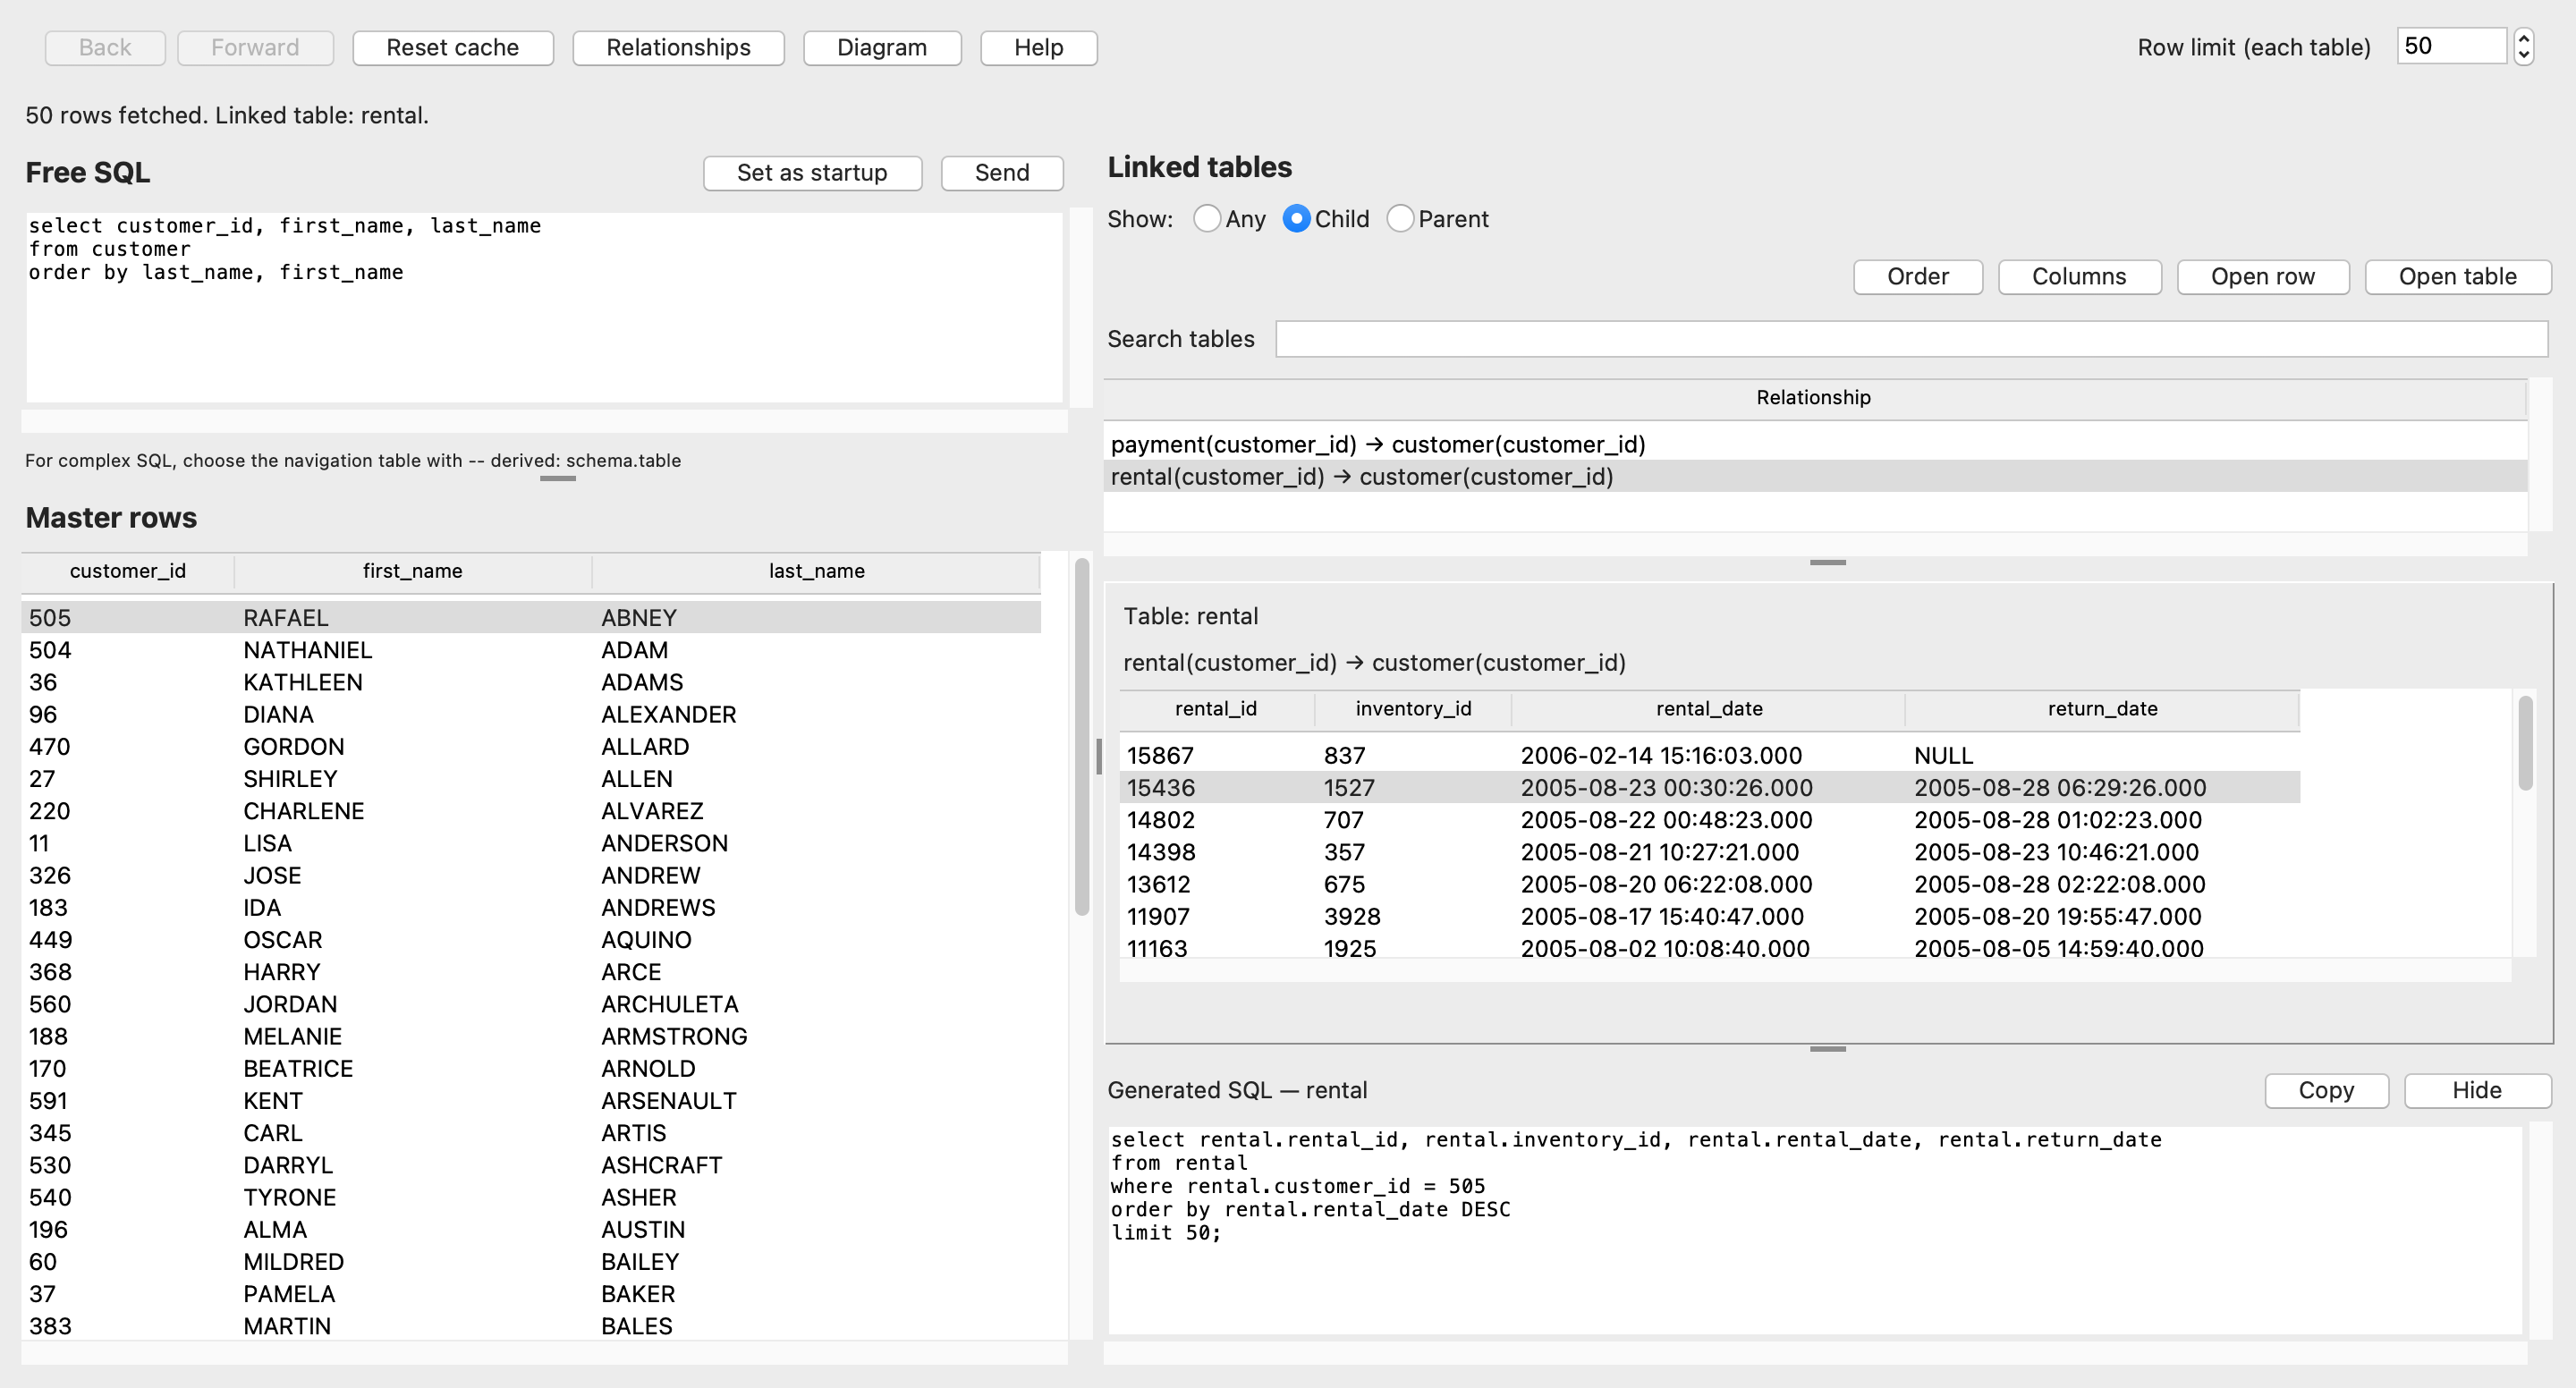 Back Forward Reset cache Relationships Diagram Help Row limit (each table) 50
50 rows fetched. Linked table: rental.
Free SQL Set as startup Send
select customer_id, first_name, last_name
from customer
order by last_name, first_name
For complex SQL, choose the navigation table with -- derived: schema.table
Master rows
customer_id first_name last_name
505 RAFAEL ABNEY
504 NATHANIEL ADAM
36 KATHLEEN ADAMS
96 DIANA ALEXANDER
470 GORDON ALLARD
27 SHIRLEY ALLEN
220 CHARLENE ALVAREZ
11 LISA ANDERSON
326 JOSE ANDREW
183 IDA ANDREWS
449 OSCAR AQUINO
368 HARRY ARCE
560 JORDAN ARCHULETA
188 MELANIE ARMSTRONG
170 BEATRICE ARNOLD
591 KENT ARSENAULT
345 CARL ARTIS
530 DARRYL ASHCRAFT
540 TYRONE ASHER
196 ALMA AUSTIN
60 MILDRED BAILEY
37 PAMELA BAKER
383 MARTIN BALES
Linked tables
Show: Any Child Parent
Order Columns Open row Open table
Search tables
Relationship
payment(customer_id) → customer(customer_id)
rental(customer_id) → customer(customer_id)
Table: rental
rental(customer_id) → customer(customer_id)
rental_id inventory_id rental_date return_date
15867 837 2006-02-14 15:16:03.000 NULL
15436 1527 2005-08-23 00:30:26.000 2005-08-28 06:29:26.000
14802 707 2005-08-22 00:48:23.000 2005-08-28 01:02:23.000
14398 357 2005-08-21 10:27:21.000 2005-08-23 10:46:21.000
13612 675 2005-08-20 06:22:08.000 2005-08-28 02:22:08.000
11907 3928 2005-08-17 15:40:47.000 2005-08-20 19:55:47.000
11163 1925 2005-08-02 10:08:40.000 2005-08-05 14:59:40.000
Generated SQL — rental Copy Hide
select rental.rental_id, rental.inventory_id, rental.rental_date, rental.return_date
from rental
where rental.customer_id = 505
order by rental.rental_date DESC
limit 50;